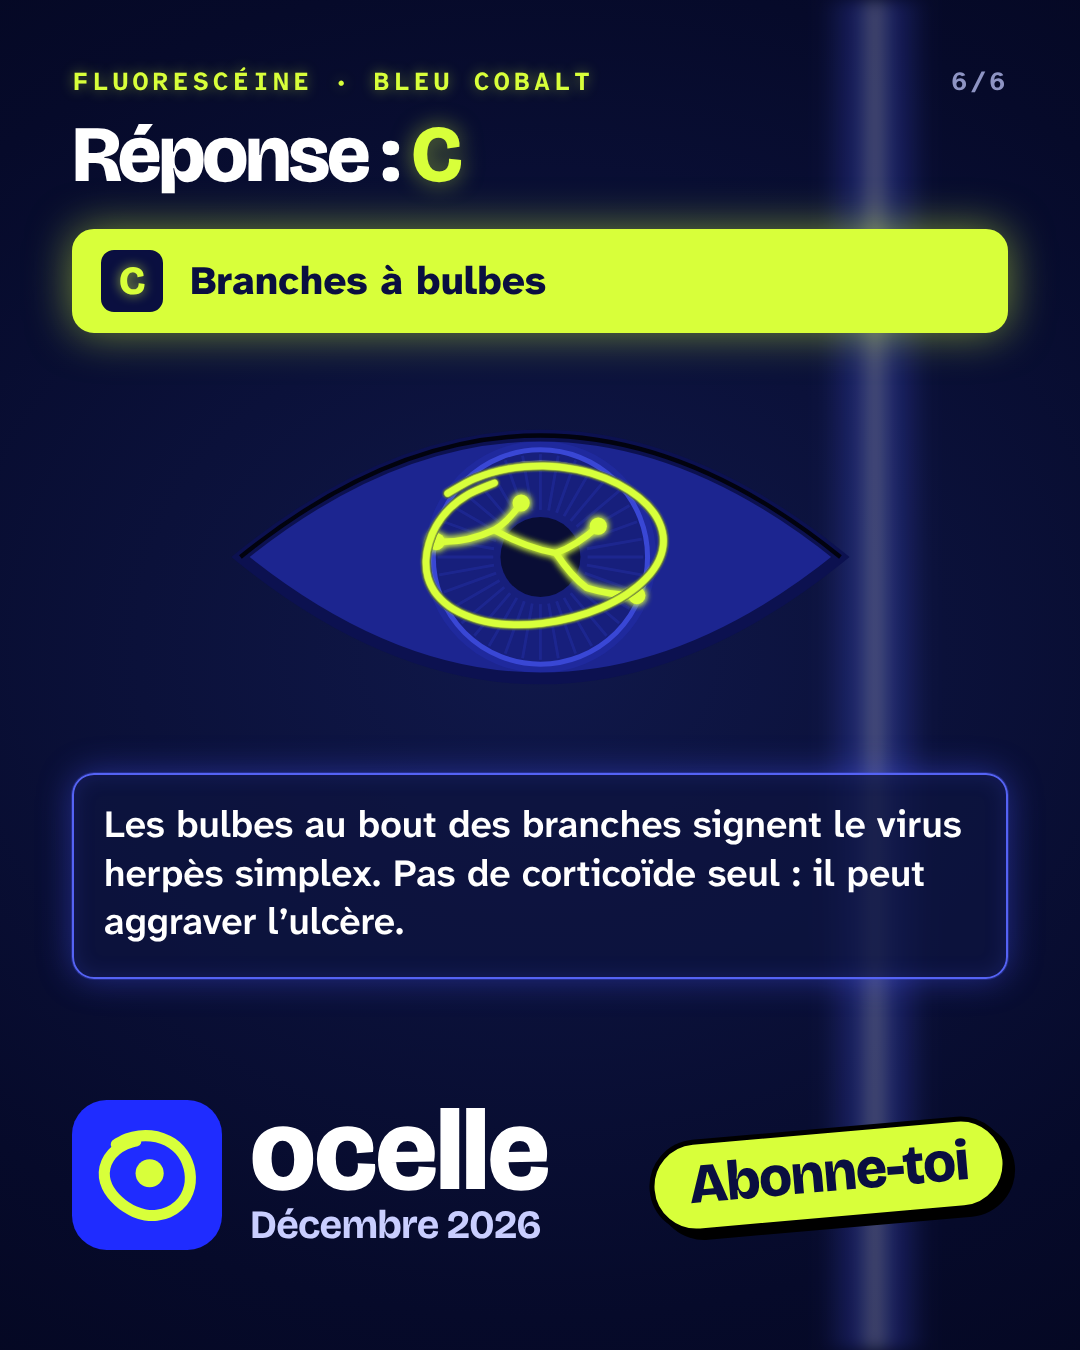 FLUORESCÉINE · BLEU COBALT
6/6
Réponse : C
C Branches à bulbes
Les bulbes au bout des branches signent le virus
herpès simplex. Pas de corticoïde seul : il peut
aggraver l’ulcère.
ocelle
Décembre 2026
Abonne-toi